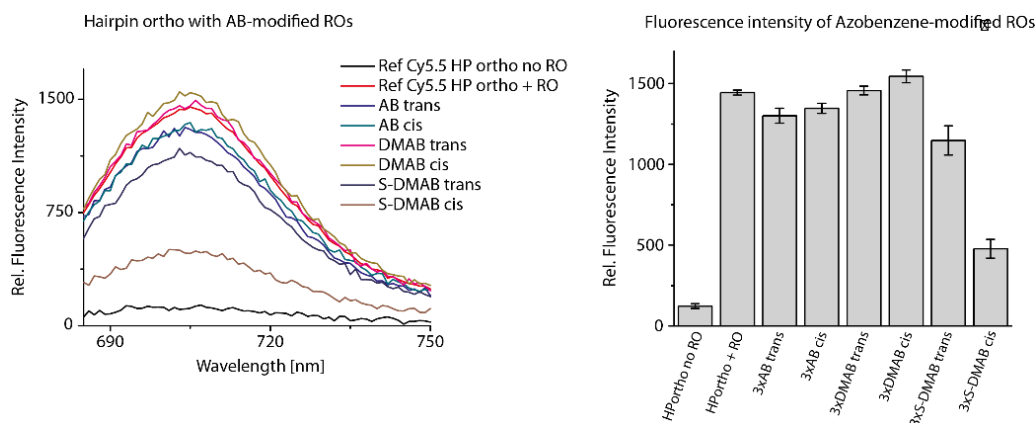 Hairpin ortho with AB-modified ROs
Rel. Fluorescence Intensity
1500
750
0
690
720
750
Wavelength [nm]
Ref Cy5.5 HP ortho no RO
Ref Cy5.5 HP ortho + RO
AB trans
AB cis
DMAB trans
DMAB cis
S-DMAB trans
S-DMAB cis
Fluorescence intensity of Azobenzene-modified ROs
Rel. Fluorescence Intensity
1500
1000
500
0
HPortho no RO
HPortho + RO
3xAB trans
3xAB cis
3xDMAB trans
3xDMAB cis
3xS-DMAB trans
3xS-DMAB cis